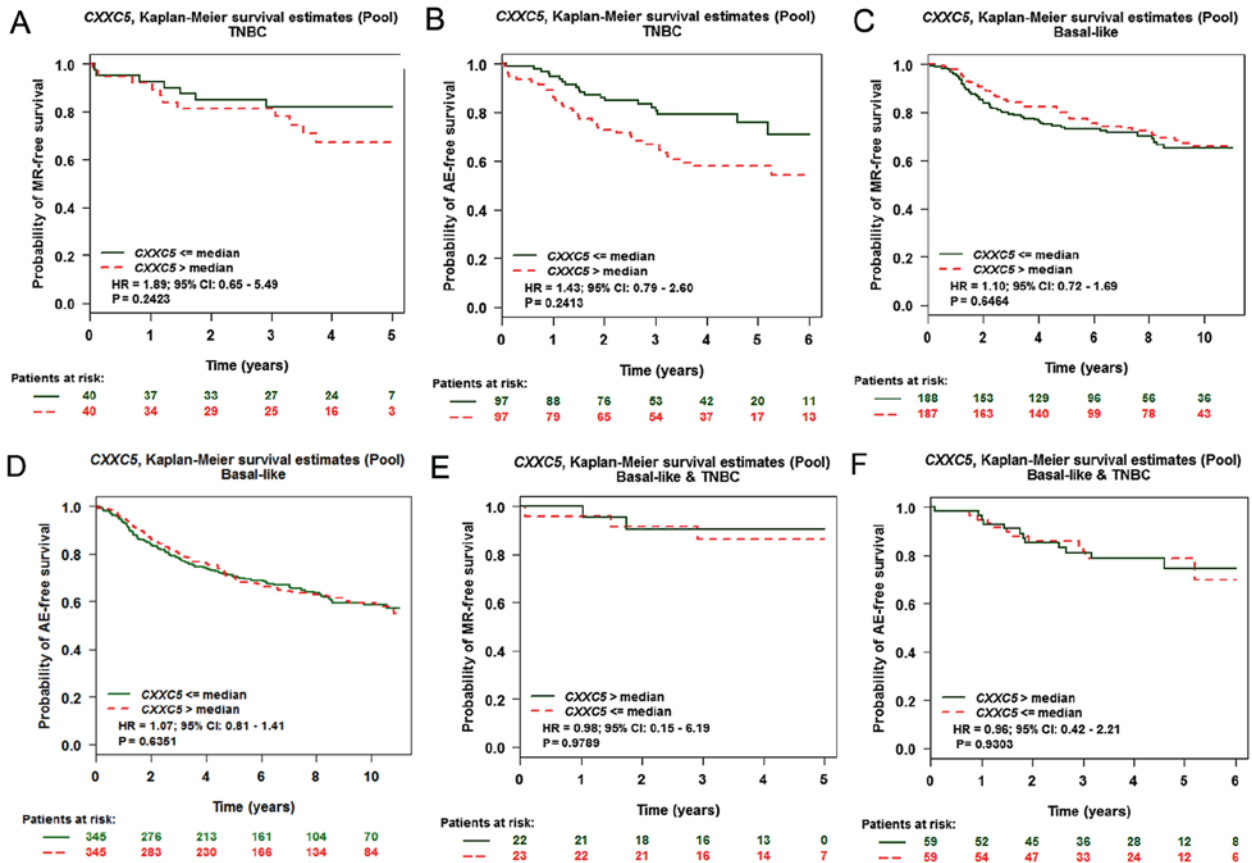 A
CXXC5, Kaplan-Meier survival estimates (Pool)
TNBC
Probability of MR-free survival
1.0
0.8
0.6
0.4
0.2
0.0
CXXC5 <= median
CXXC5 > median
HR = 1.89; 95% CI: 0.65 - 5.49
P = 0.2423
0 1 2 3 4 5
Time (years)
Patients at risk:
40 37 33 27 24 7
40 34 29 25 16 3
B
CXXC5, Kaplan-Meier survival estimates (Pool)
TNBC
Probability of AE-free survival
1.0
0.8
0.6
0.4
0.2
0.0
CXXC5 <= median
CXXC5 > median
HR = 1.43; 95% CI: 0.79 - 2.60
P = 0.2413
0 1 2 3 4 5 6
Time (years)
Patients at risk:
97 88 76 53 42 20 11
97 79 65 54 37 17 13
C
CXXC5, Kaplan-Meier survival estimates (Pool)
Basal-like
Probability of MR-free survival
1.0
0.8
0.6
0.4
0.2
0.0
CXXC5 <= median
CXXC5 > median
HR = 1.10; 95% CI: 0.72 - 1.69
P = 0.6464
0 2 4 6 8 10
Time (years)
Patients at risk:
188 153 129 96 56 36
187 163 140 99 78 43
D
CXXC5, Kaplan-Meier survival estimates (Pool)
Basal-like
Probability of AE-free survival
1.0
0.8
0.6
0.4
0.2
0.0
CXXC5 <= median
CXXC5 > median
HR = 1.07; 95% CI: 0.81 - 1.41
P = 0.6351
0 2 4 6 8 10
Time (years)
Patients at risk:
345 276 213 161 104 70
345 283 230 166 134 84
E
CXXC5, Kaplan-Meier survival estimates (Pool)
Basal-like & TNBC
Probability of MR-free survival
1.0
0.8
0.6
0.4
0.2
0.0
CXXC5 > median
CXXC5 <= median
HR = 0.98; 95% CI: 0.15 - 6.19
P = 0.9789
0 1 2 3 4 5
Time (years)
Patients at risk:
22 21 18 16 13 0
23 22 21 16 14 7
F
CXXC5, Kaplan-Meier survival estimates (Pool)
Basal-like & TNBC
Probability of AE-free survival
1.0
0.8
0.6
0.4
0.2
0.0
CXXC5 > median
CXXC5 <= median
HR = 0.96; 95% CI: 0.42 - 2.21
P = 0.9303
0 1 2 3 4 5 6
Time (years)
Patients at risk:
59 52 45 36 28 12 8
59 54 47 33 24 12 6